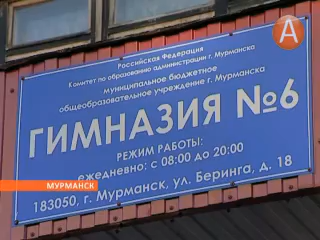 А
Российская Федерация
Комитет по образованию администрации г. Мурманска
муниципальное бюджетное
общеобразовательное учреждение г. Мурманска
ГИМНАЗИЯ №6
РЕЖИМ РАБОТЫ:
ежедневно: с 08:00 до 20:00
МУРМАНСК
183050, г. Мурманск, ул. Беринга, д. 18